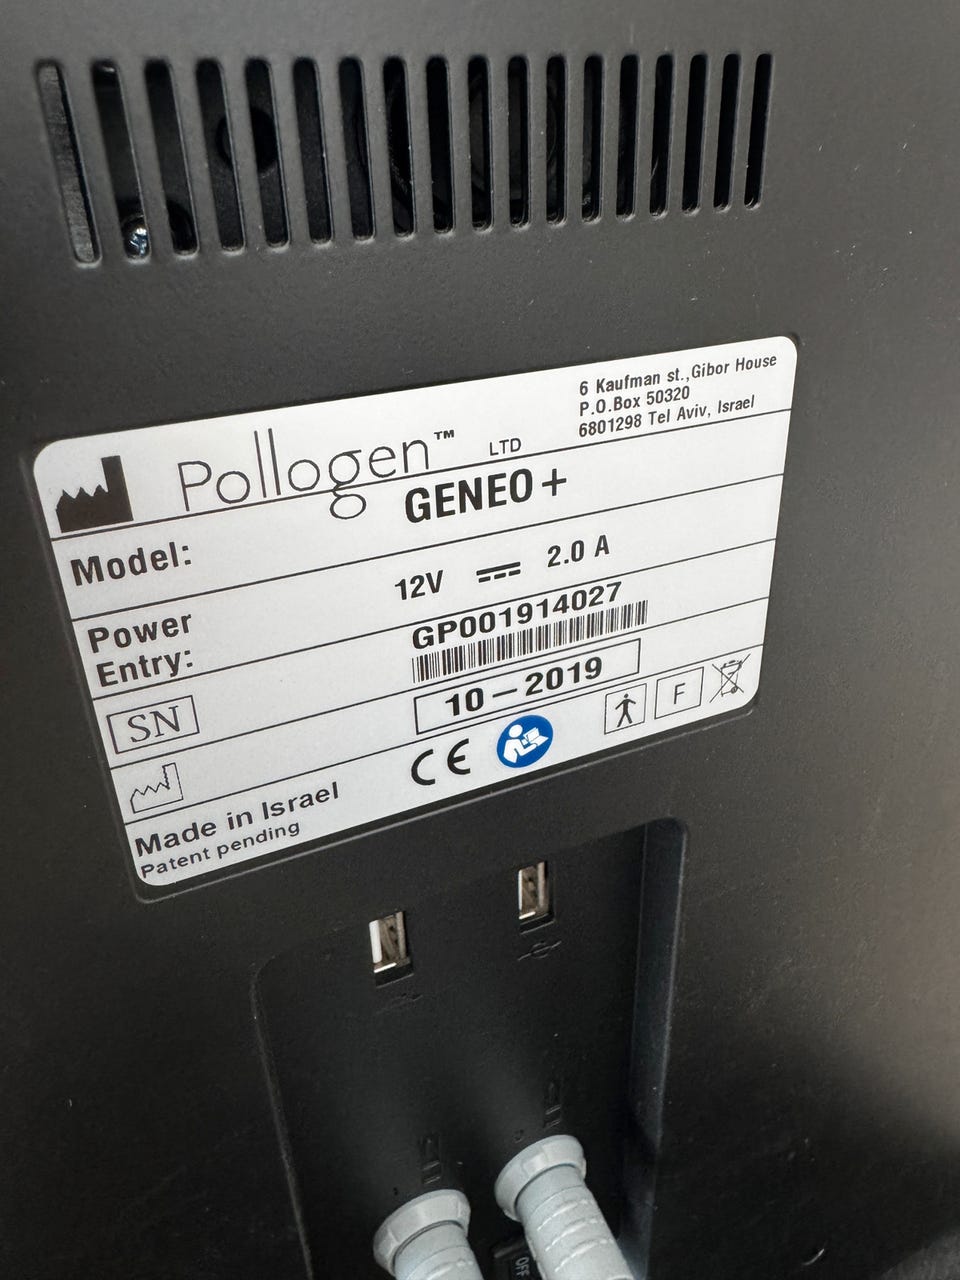 6 Kaufman st.,Gibor House
P.O.Box 50320
6801298 Tel Aviv, Israel
Pollogen™ LTD
Model: GENEO+
Power Entry: 12V ⎓ 2.0 A
SN GP001914027
10-2019
Made in Israel
Patent pending
CE
F
OFF